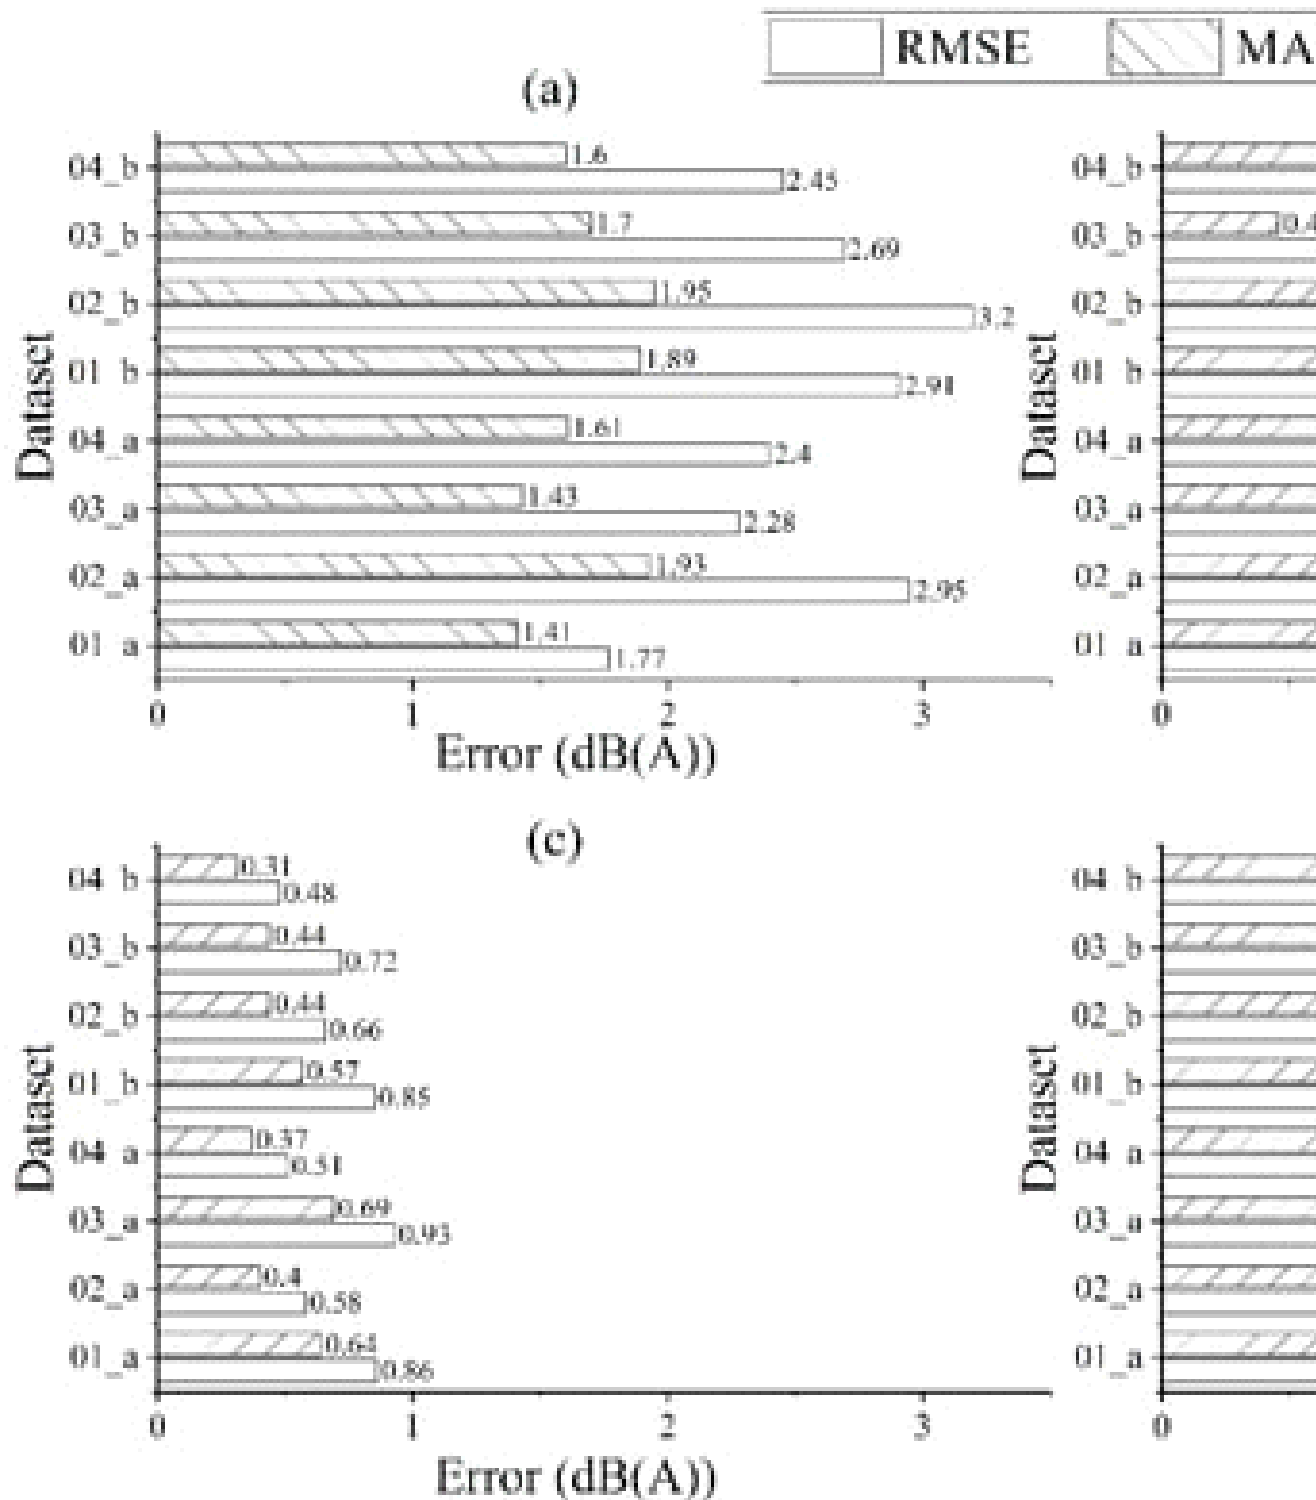 RMSE MA
(a)
04_b 1.6 2.45
03_b 1.7 2.69
02_b 1.95 3.2
01_b 1.89 2.91
04_a 1.61 2.4
03_a 1.43 2.28
02_a 1.93 2.95
01_a 1.41 1.77
Dataset
0 1 2 3
Error (dB(A))
04_b
03_b 0.4
02_b
01_b
04_a
03_a
02_a
01_a
Dataset
0
(c)
04_b 0.31 0.48
03_b 0.44 0.72
02_b 0.44 0.66
01_b 0.57 0.85
04_a 0.37 0.51
03_a 0.69 0.93
02_a 0.4 0.58
01_a 0.64 0.86
Dataset
0 1 2 3
Error (dB(A))
04_b
03_b
02_b
01_b
04_a
03_a
02_a
01_a
Dataset
0